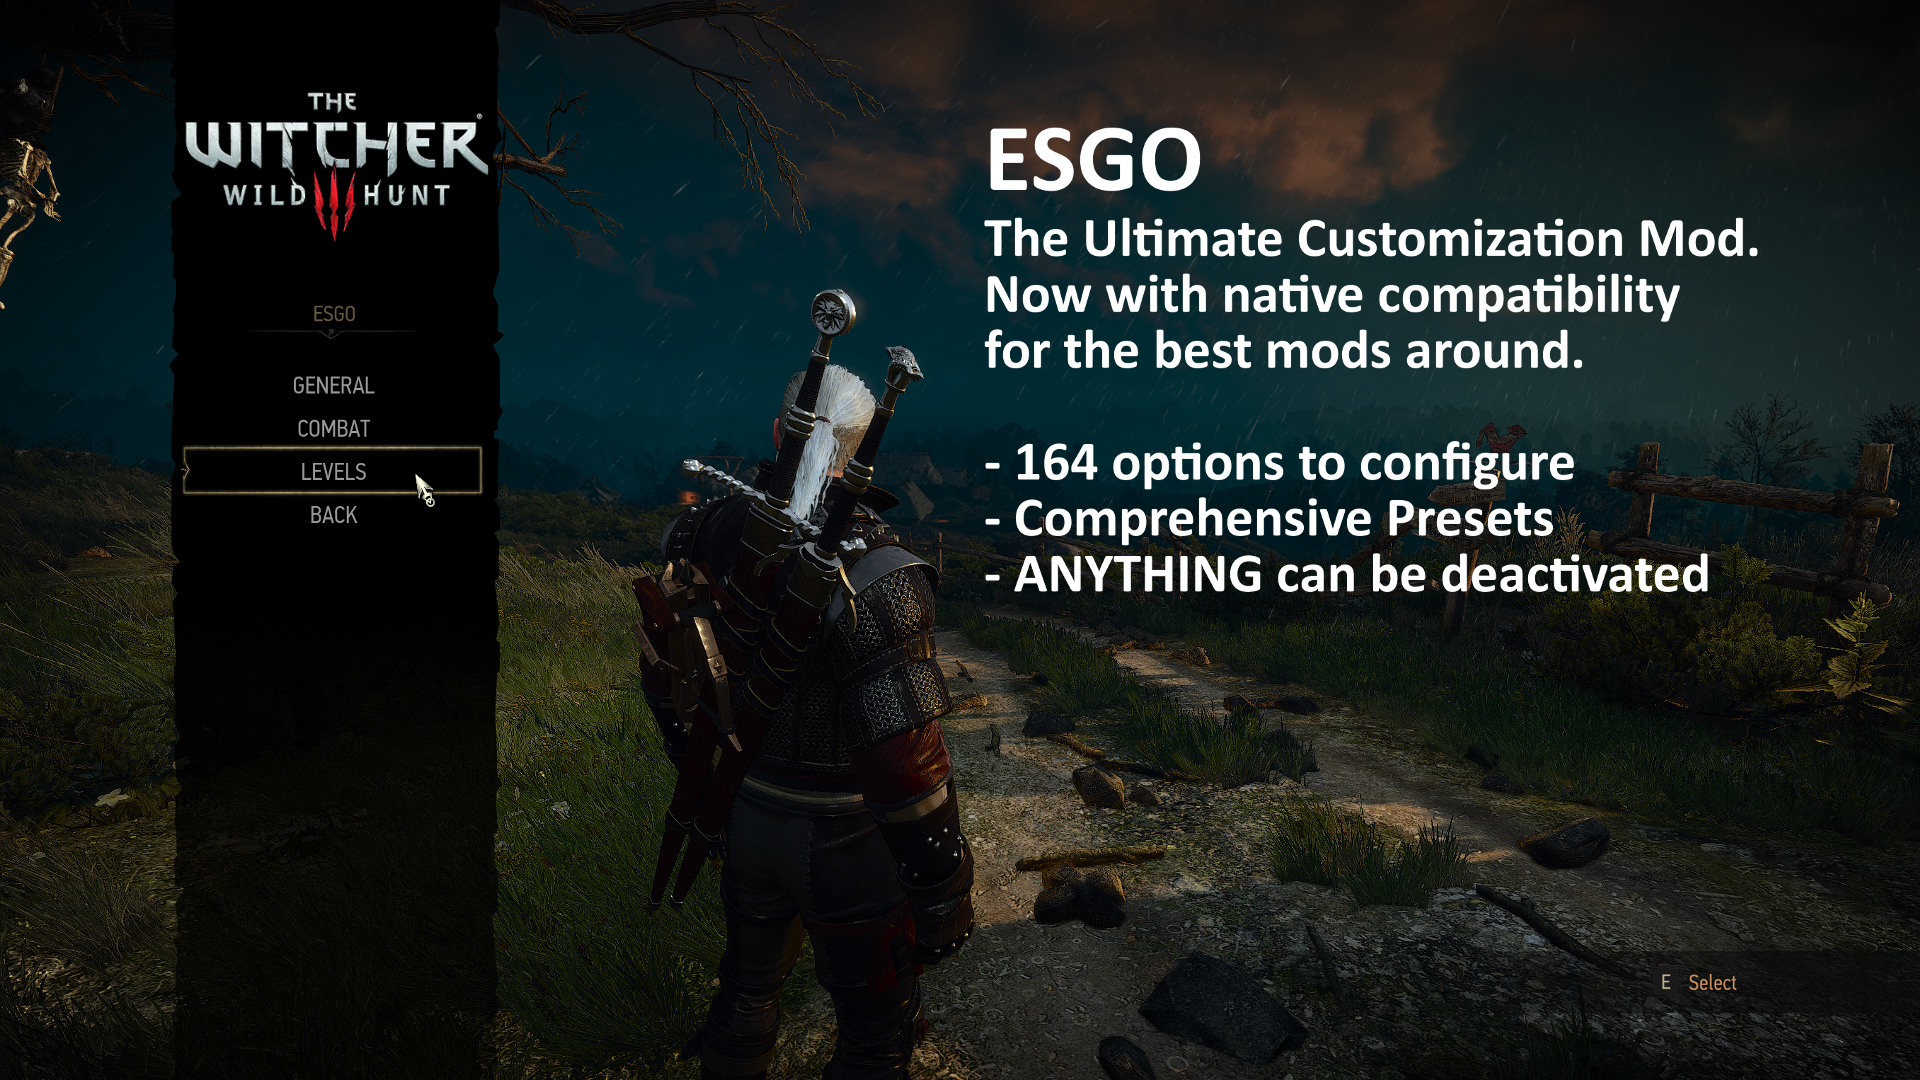 THE
WITCHER
WILD HUNT
ESGO
GENERAL
COMBAT
LEVELS
BACK
ESGO
The Ultimate Customization Mod.
Now with native compatibility
for the best mods around.
- 164 options to configure
- Comprehensive Presets
- ANYTHING can be deactivated
E Select